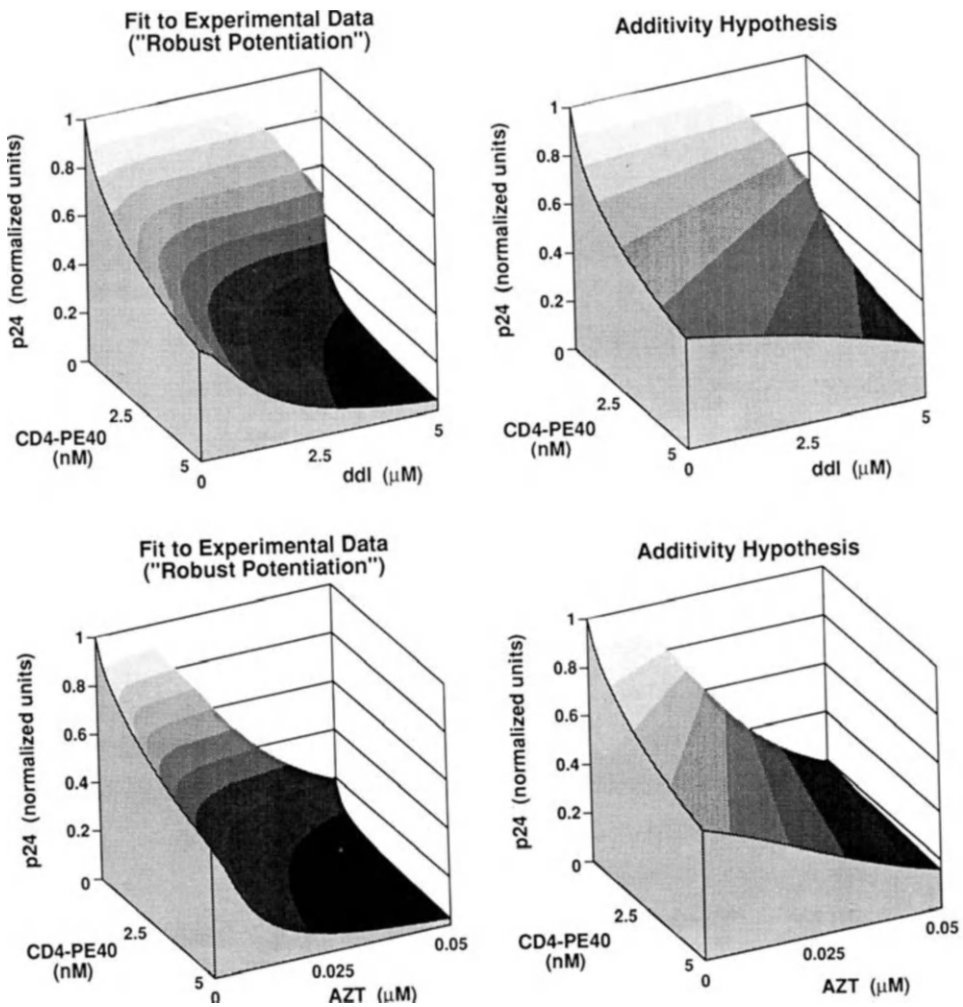 Fit to Experimental Data
("Robust Potentiation")
p24 (normalized units)
1
0.8
0.6
0.4
0.2
0
2.5
5
CD4-PE40
(nM)
0
2.5
5
ddI (µM)
Additivity Hypothesis
p24 (normalized units)
1
0.8
0.6
0.4
0.2
0
2.5
5
CD4-PE40
(nM)
0
2.5
5
ddI (µM)
Fit to Experimental Data
("Robust Potentiation")
p24 (normalized units)
1
0.8
0.6
0.4
0.2
0
2.5
5
CD4-PE40
(nM)
0
0.025
0.05
AZT (µM)
Additivity Hypothesis
p24 (normalized units)
1
0.8
0.6
0.4
0.2
0
2.5
5
CD4-PE40
(nM)
0
0.025
0.05
AZT (µM)